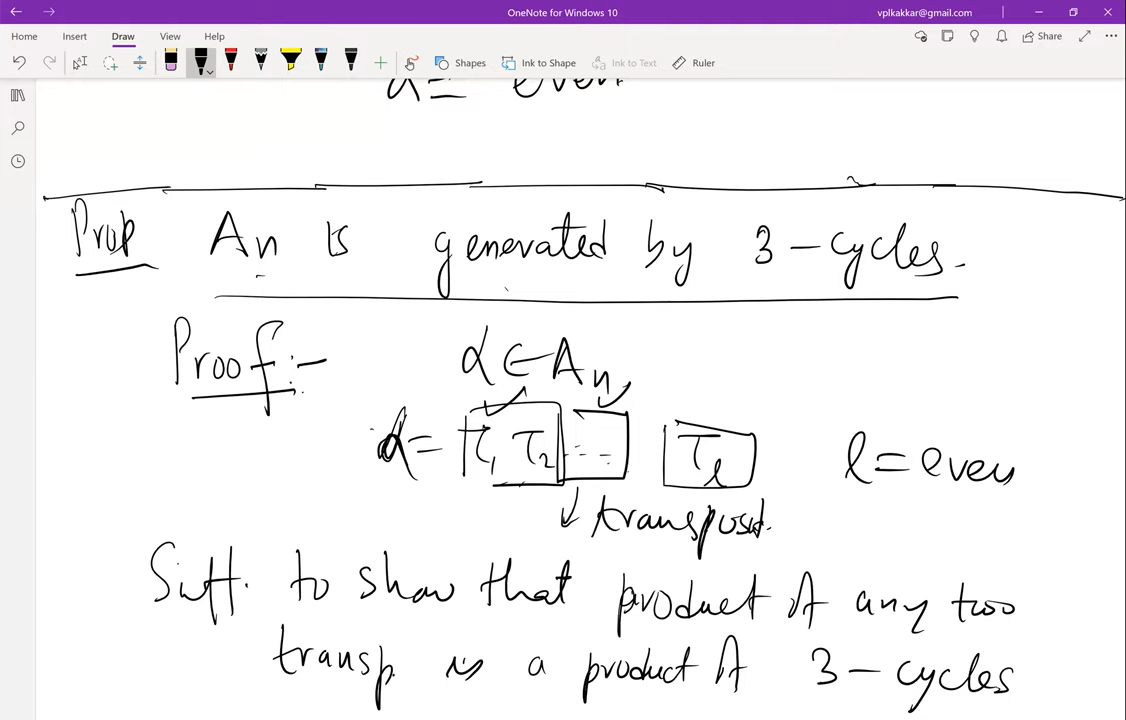 OneNote for Windows 10
vplkakkar@gmail.com
Home Insert Draw View Help
Share
Shapes Ink to Shape Ink to Text Ruler
α = even
Prop An is generated by 3-cycles.
Proof:- α ∈ An,
α = τ1 τ2 --- τl l = even
↓ transposit.
Suff. to show that product of any two
transp. is a product of 3-cycles